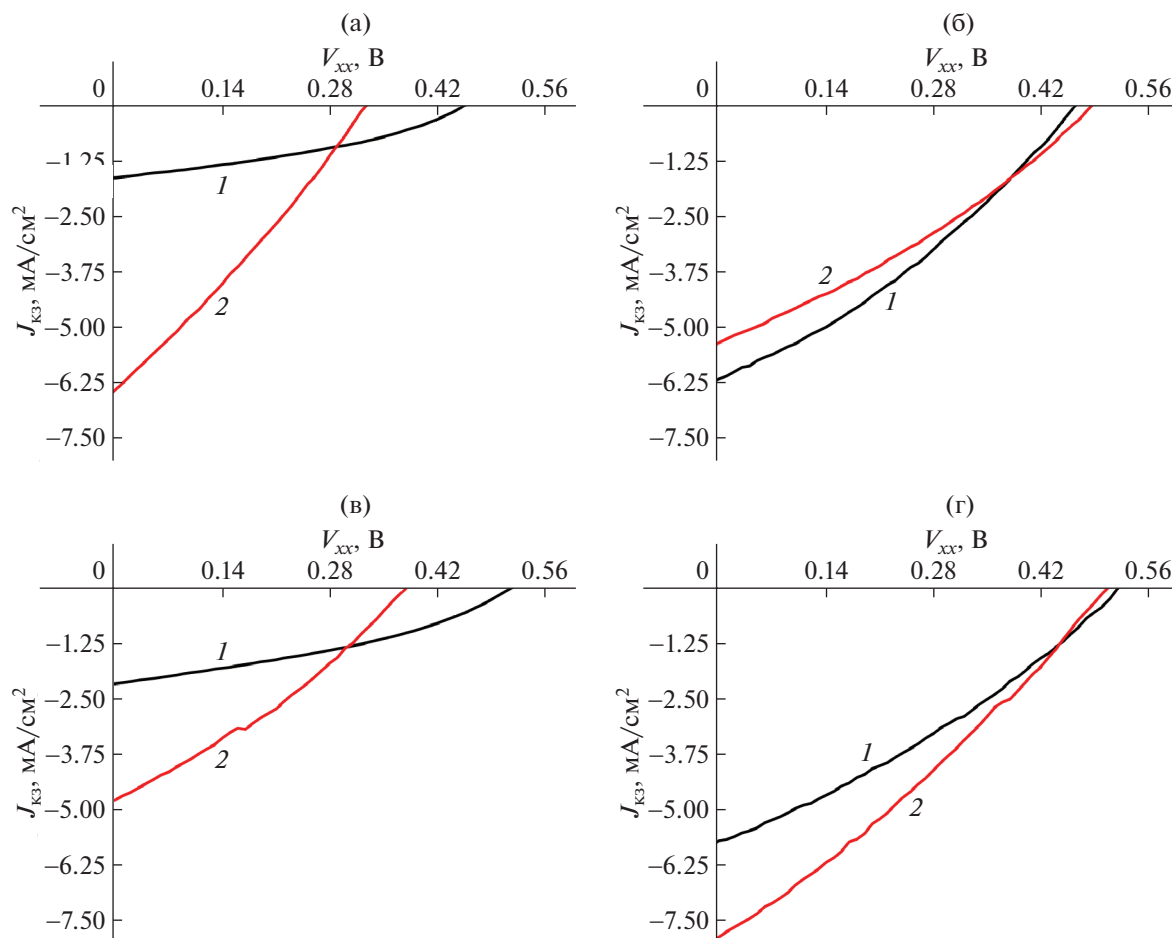 (а)
V_xx, В
0 0.14 0.28 0.42 0.56
–1.25
–2.50
–3.75
–5.00
–6.25
–7.50
J_кз, мА/см²
1
2
(б)
V_xx, В
0 0.14 0.28 0.42 0.56
–1.25
–2.50
–3.75
–5.00
–6.25
–7.50
J_кз, мА/см²
2
1
(в)
V_xx, В
0 0.14 0.28 0.42 0.56
–1.25
–2.50
–3.75
–5.00
–6.25
–7.50
J_кз, мА/см²
1
2
(г)
V_xx, В
0 0.14 0.28 0.42 0.56
–1.25
–2.50
–3.75
–5.00
–6.25
–7.50
J_кз, мА/см²
1
2